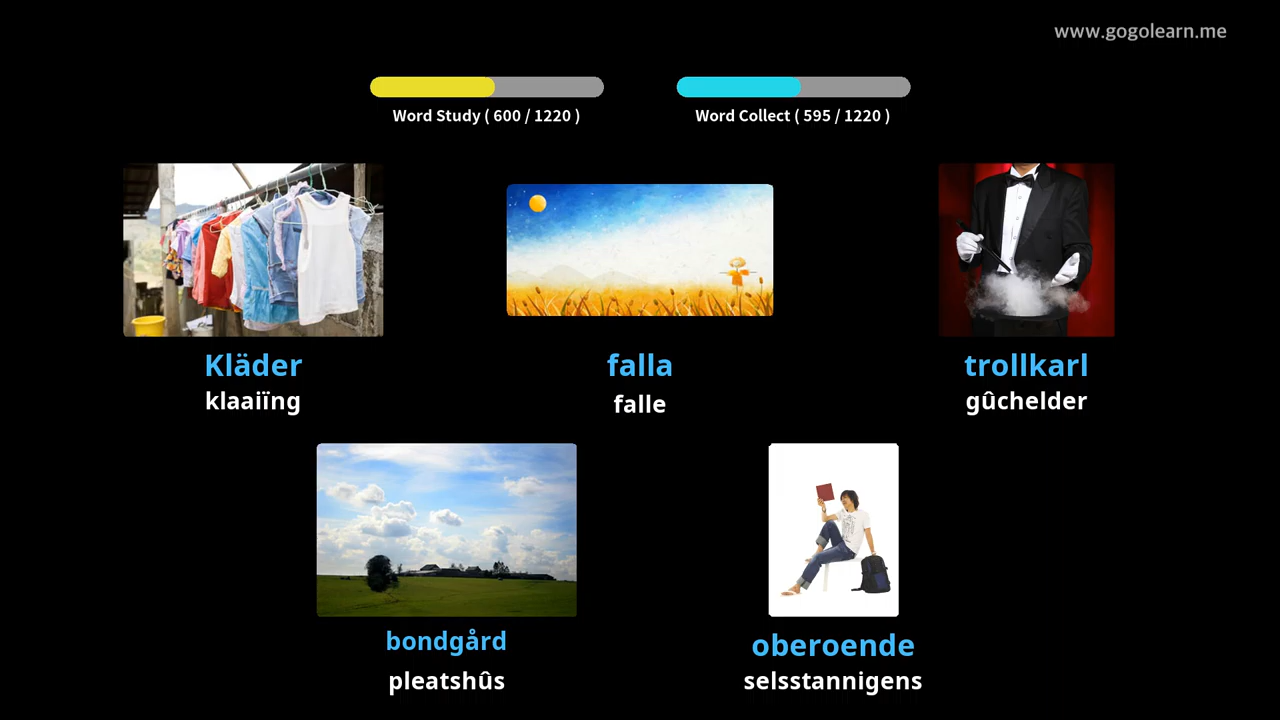 www.gogolearn.me
Word Study ( 600 / 1220 )
Word Collect ( 595 / 1220 )
Kläder
klaaiïng
falla
falle
trollkarl
gûchelder
bondgård
pleatshûs
oberoende
selsstannigens